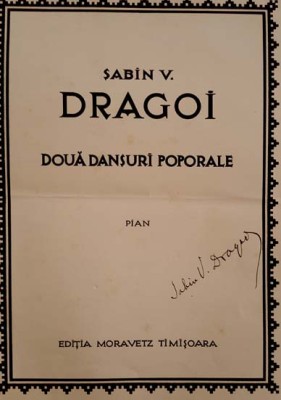 SABIN V.
DRAGOI
DOUĂ DANSURI POPORALE
PIAN
Sabin V. Dragoi
EDIȚIA MORAVETZ TIMIȘOARA